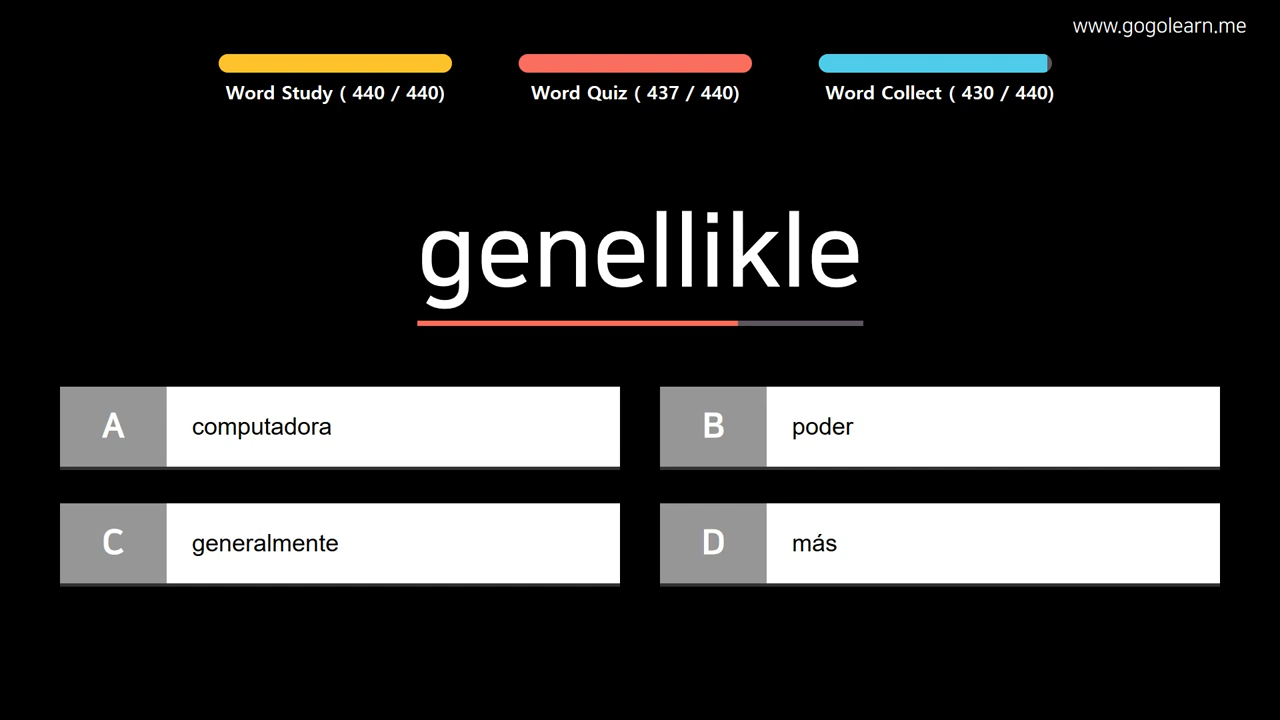 www.gogolearn.me
Word Study ( 440 / 440)
Word Quiz ( 437 / 440)
Word Collect ( 430 / 440)
genellikle
A computadora
B poder
C generalmente
D más